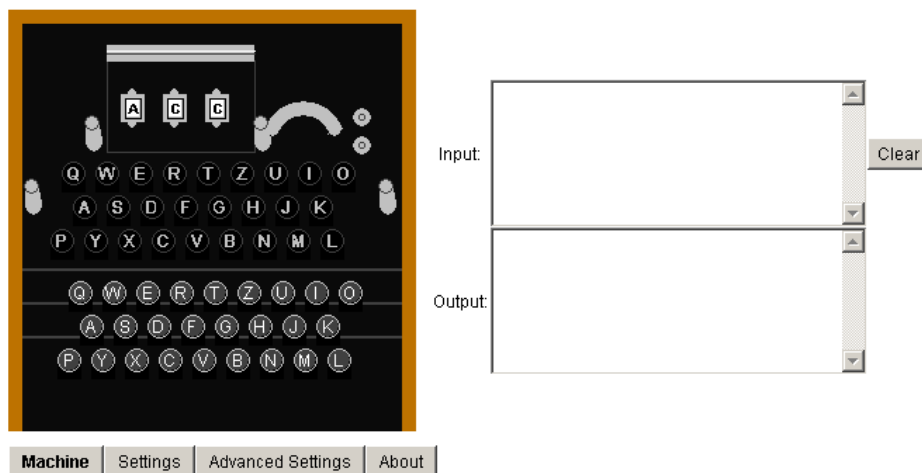 A C C
Q W E R T Z U I O
A S D F G H J K
P Y X C V B N M L
Q W E R T Z U I O
A S D F G H J K
P Y X C V B N M L
Input:
Clear
Output:
Machine Settings Advanced Settings About